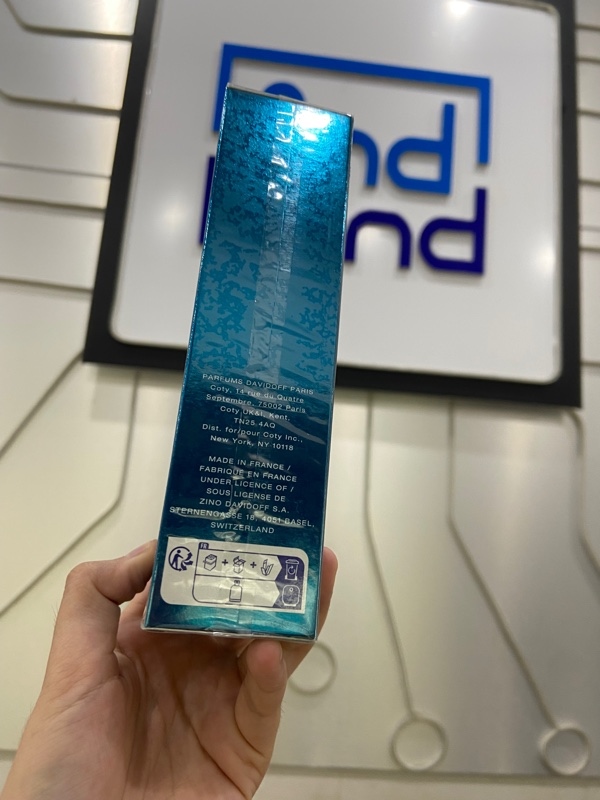 PARFUMS DAVIDOFF PARIS
Coty, 14 rue du Quatre
Septembre, 75002 Paris
Coty UK&I, Kent.
TN25 4AQ
Dist. for/pour Coty Inc.,
New York, NY 10118
MADE IN FRANCE /
FABRIQUÉ EN FRANCE
UNDER LICENCE OF /
SOUS LICENSE DE
ZINO DAVIDOFF S.A.
STERNENGASSE 18, 4051 BASEL,
SWITZERLAND
FR
+ +